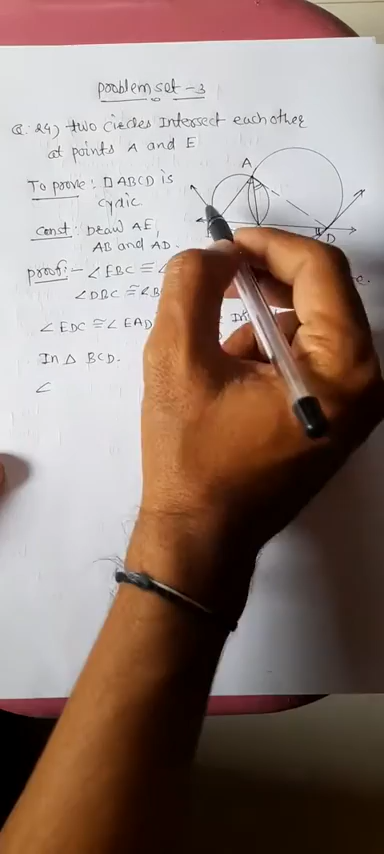 problem set - 3
Q. 24) two circles Intersect each other
at points A and E
To prove : □ABCD is
cydic
const: Draw AE,
AB and AD.
proof:- ∠EBC ≅ ∠
∠DBC ≅ ∠B
∠EDC ≅ ∠EAD
In Δ BCD.
∠
A
D